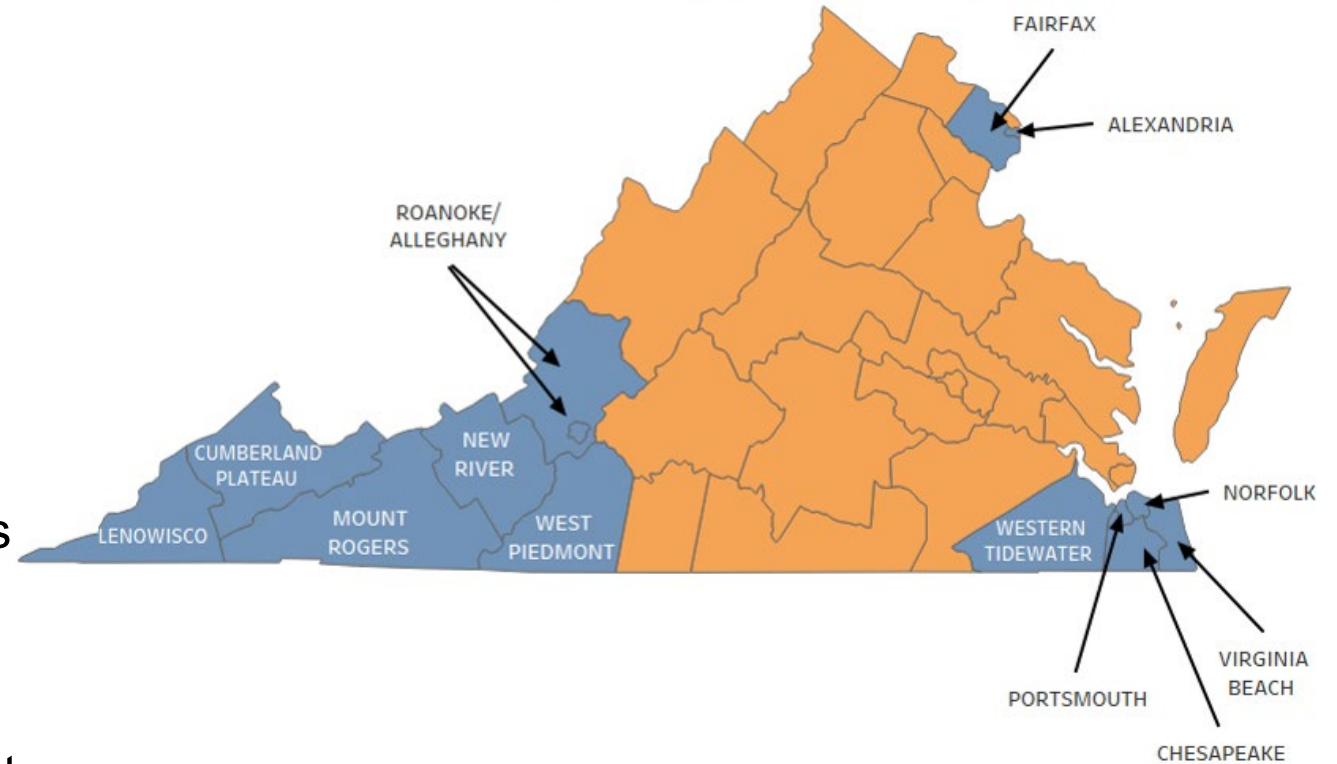 FAIRFAX
ALEXANDRIA
ROANOKE/
ALLEGHANY
CUMBERLAND
PLATEAU
NEW
RIVER
LENOWISCO
MOUNT
ROGERS
WEST
PIEDMONT
WESTERN
TIDEWATER
NORFOLK
VIRGINIA
BEACH
PORTSMOUTH
CHESAPEAKE
s